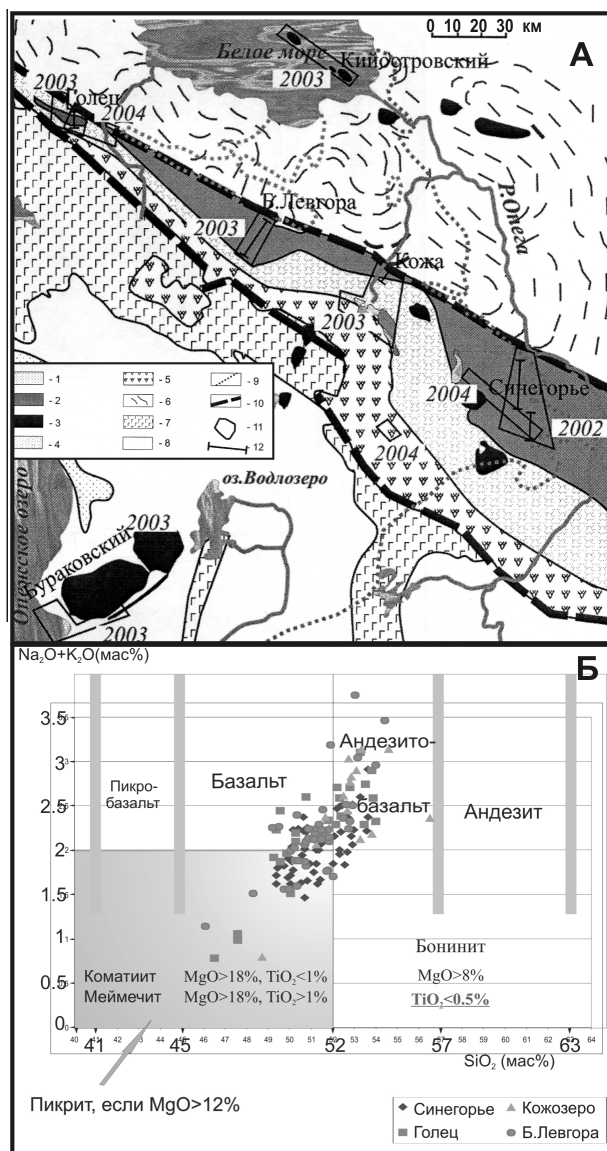 0 10 20 30 км
А
Белое море
Кийостровский
2003
2003
Голец
2004
Р.Онега
Б.Левгора
2003
Кожа
2003
2004
Синегорье
2002
2004
- 1
- 2
- 3
- 4
- 5
- 6
- 7
- 8
- 9
- 10
- 11
- 12
оз.Водлозеро
Онежское озеро
2003
Бураковский
2003
Na₂O+K₂O(мас%)
Б
3.5
3
2
1.5
1
0.5
Пикро-
базальт
Базальт
Андезито-
базальт
Андезит
Бонинит
Коматиит MgO>18%, TiO₂<1%
Меймечит MgO>18%, TiO₂>1%
MgO>8%
TiO₂<0.5%
41 45 52 57 63
SiO₂ (мас%)
Пикрит, если MgO>12%
Синегорье
Кожозеро
Голец
Б.Левгора